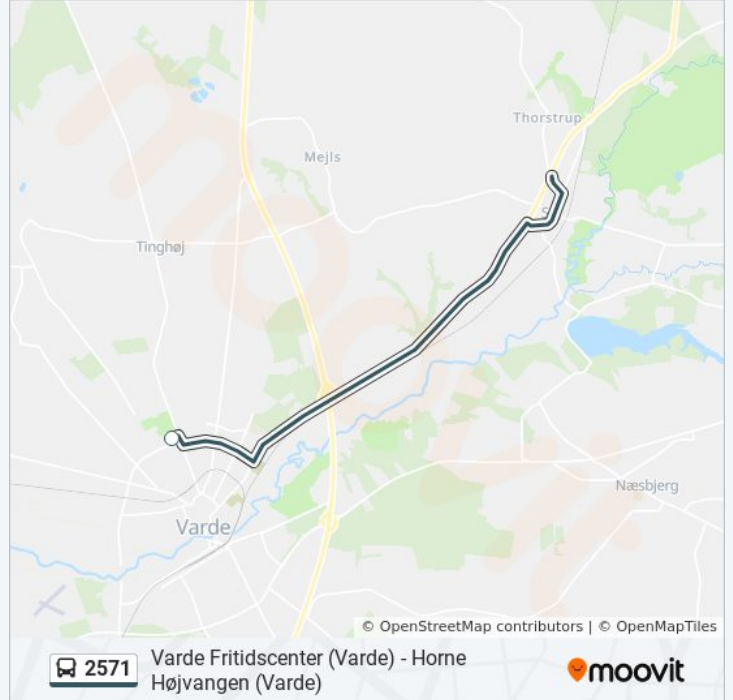 Thorstrup
Mejls
Tinghøj
Næsbjerg
Varde
© OpenStreetMap contributors | © OpenMapTiles
2571
Varde Fritidscenter (Varde) - Horne
Højvangen (Varde)
moovit